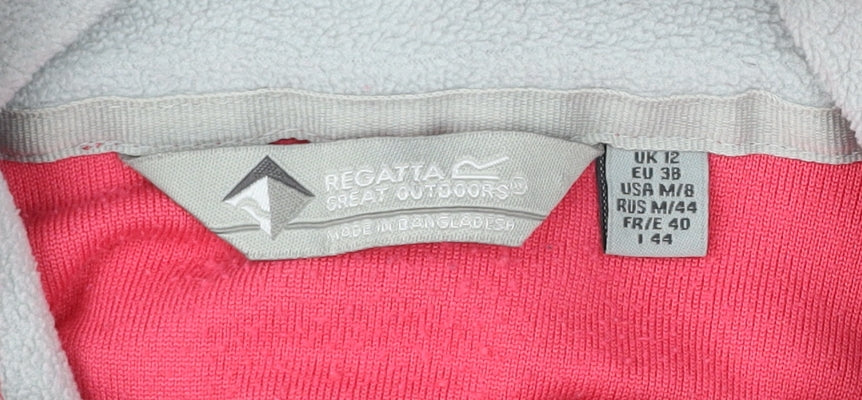 REGATTA
GREAT OUTDOORS®
MADE IN BANGLADESH
UK 12
EU 38
USA M/8
RUS M/44
FR/E 40
I 44